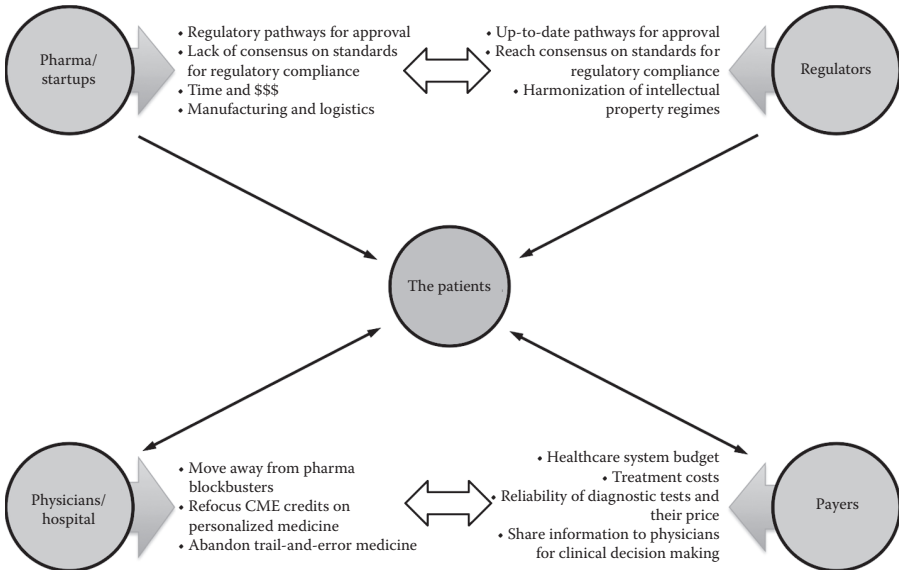 Pharma/
startups
• Regulatory pathways for approval
• Lack of consensus on standards
for regulatory compliance
• Time and $$$
• Manufacturing and logistics
• Up-to-date pathways for approval
• Reach consensus on standards for
regulatory compliance
• Harmonization of intellectual
property regimes
Regulators
The patients
Physicians/
hospital
• Move away from pharma
blockbusters
• Refocus CME credits on
personalized medicine
• Abandon trail-and-error medicine
• Healthcare system budget
• Treatment costs
• Reliability of diagnostic tests and
their price
• Share information to physicians
for clinical decision making
Payers